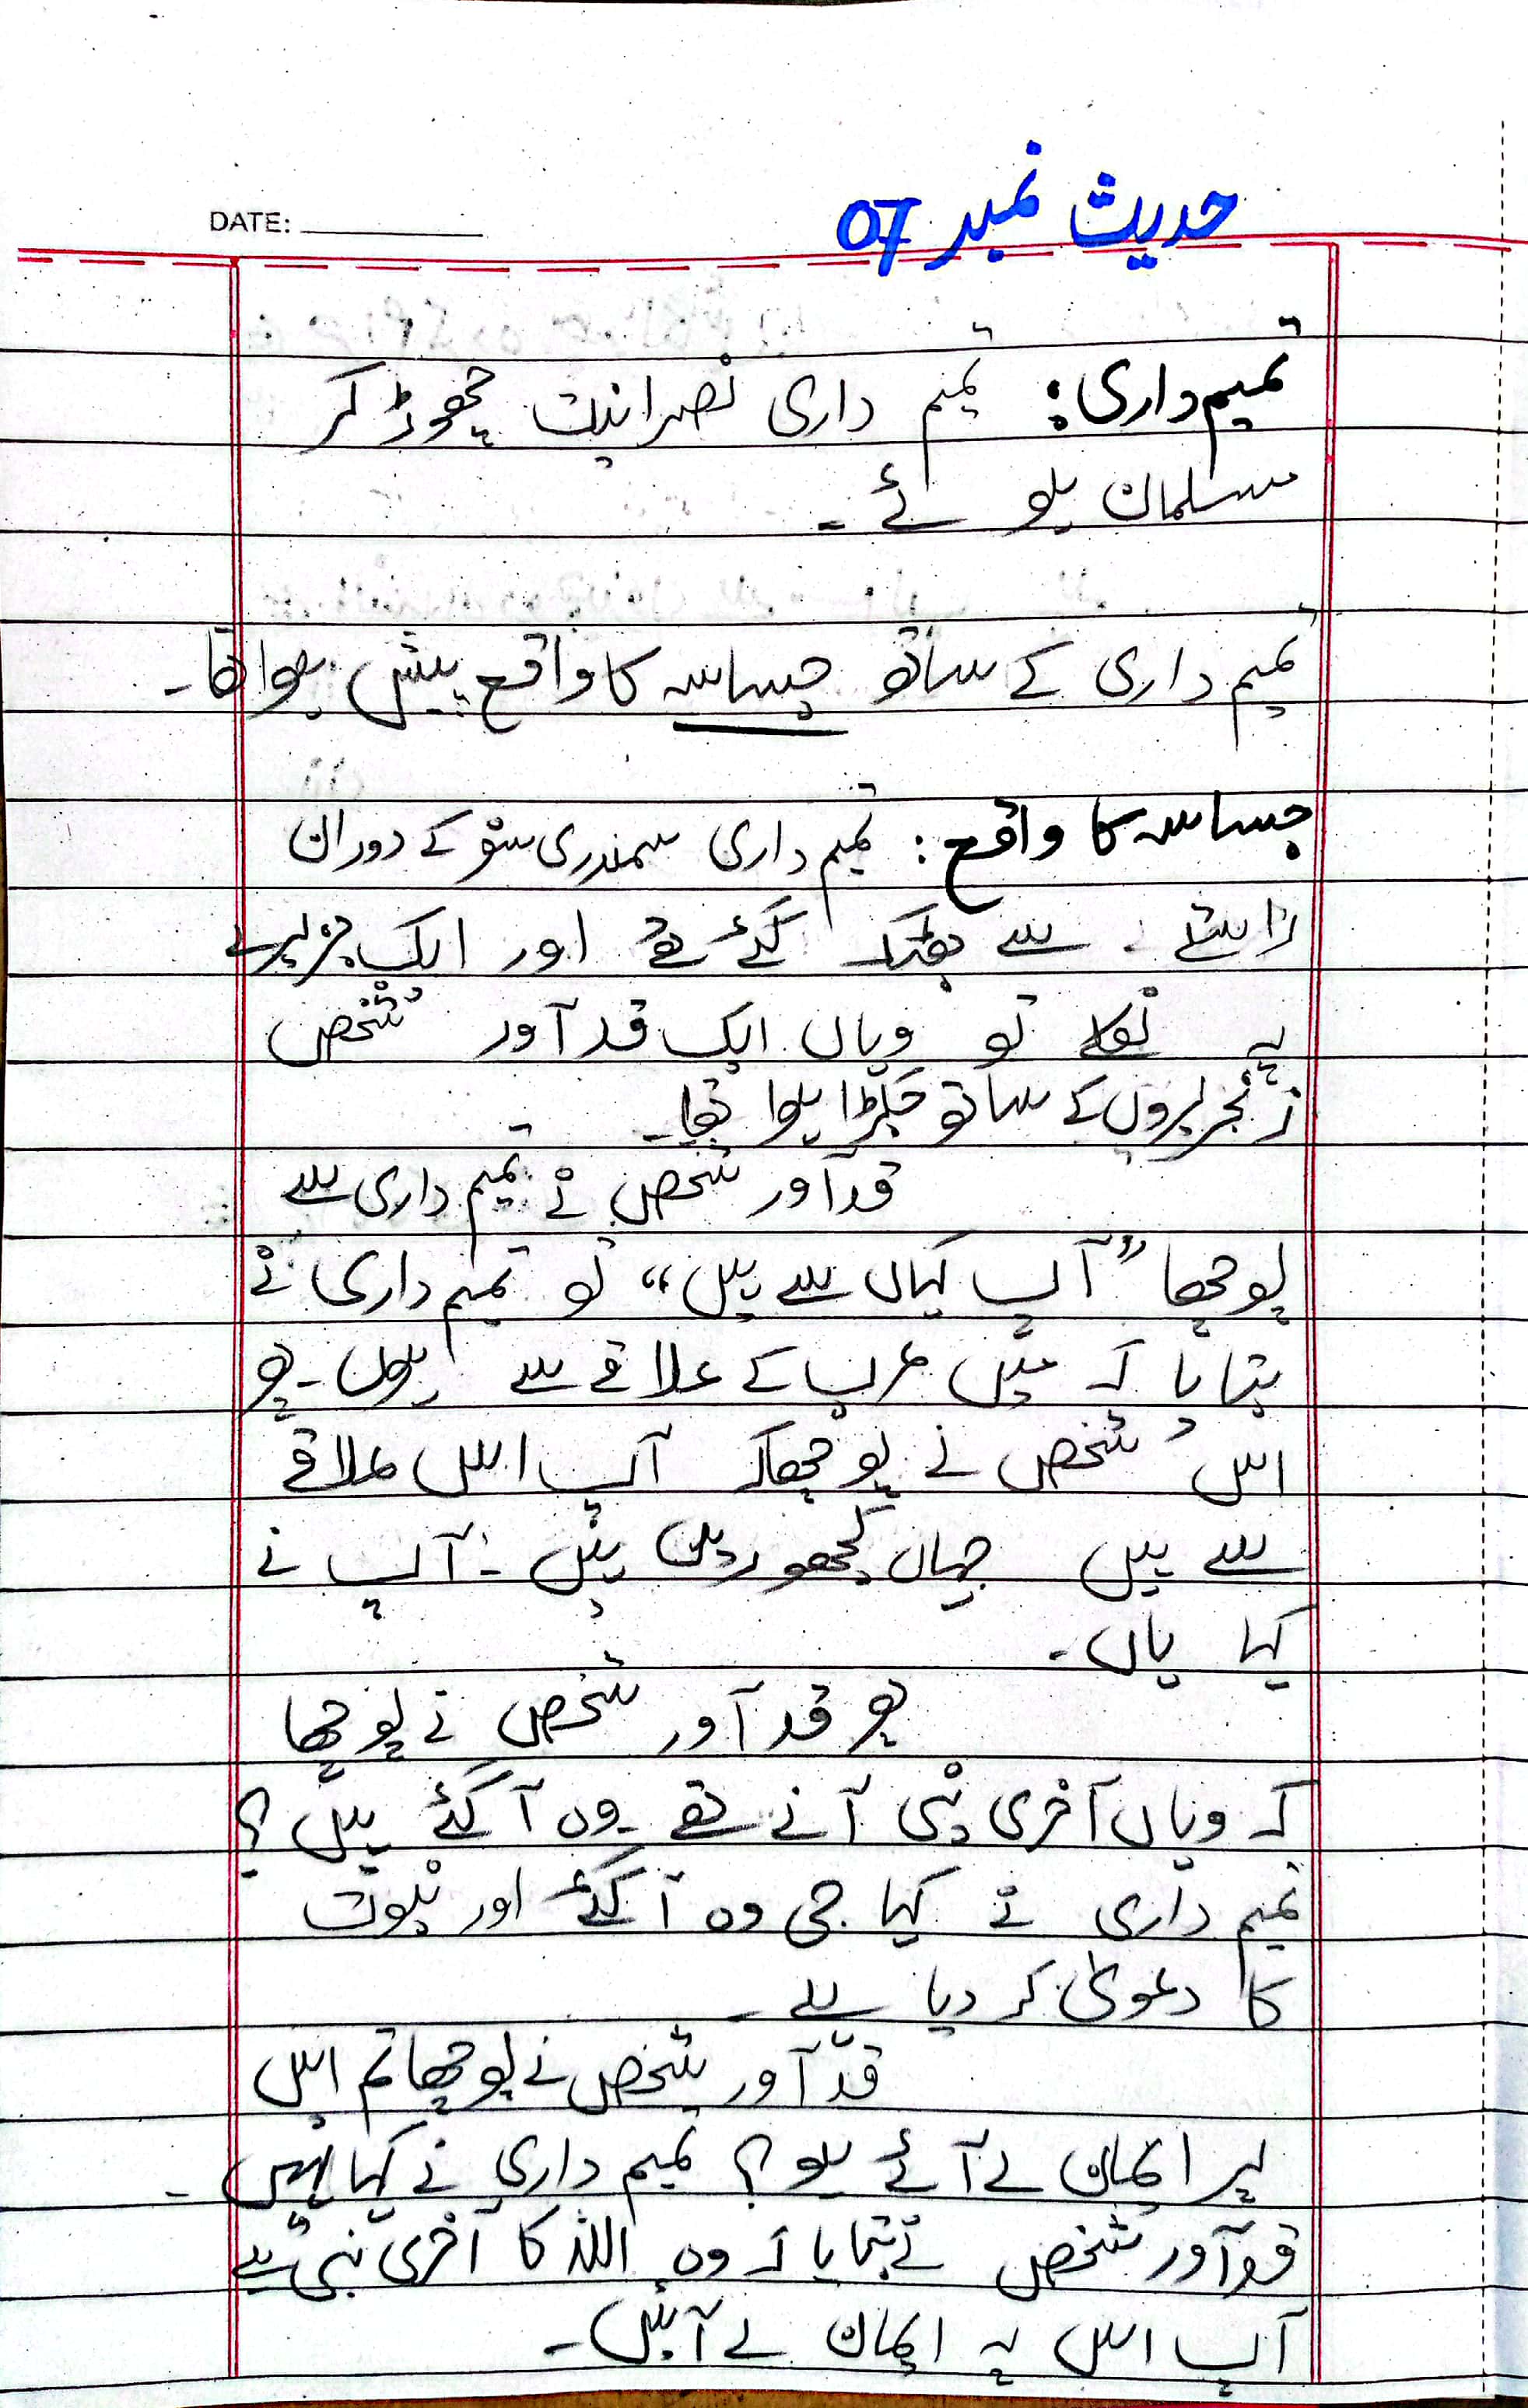 حدیث نمبر 07
DATE:
تمیم داری: تمیم داری نصرانیت چھوڑ کر
مسلمان ہو ئے ۔
تمیم داری کے ساتھ جساسہ کا واقع پیش ہوا تھا۔
جساسہ کا واقع: تمیم داری سمندری سفر کے دوران
راستے سے بھٹک گئے تھے اور ایک جزیرے
پہ نکلے تو وہاں ایک قد آور شخص
زنجیروں کے ساتھ جکڑا ہوا تھا۔
قد آور شخص نے تمیم داری سے
پوچھا "آپ کہاں سے ہیں" تو تمیم داری نے
بتایا کہ میں عرب کے علاقے سے ہوں۔ پھر
اس شخص نے پوچھا کہ آپ اس علاقے
سے ہیں جہاں کھجوریں ہیں ۔ آپ نے
کہا ہاں۔
پھر قد آور شخص نے پوچھا
کہ وہاں آخری نبی آنے تھے وہ آ گئے ہیں ؟
تمیم داری نے کہا جی وہ آ گئے اور نبوت
کا دعویٰ کر دیا ہے ۔
قد آور شخص نے پوچھا تم اس
پر ایمان لے آئے ہو؟ تمیم داری نے کہا نہیں ۔
قد آور شخص نے بتایا کہ وہ اللہ کا آخری نبی ہے
آپ اس پہ ایمان لے آئیں۔